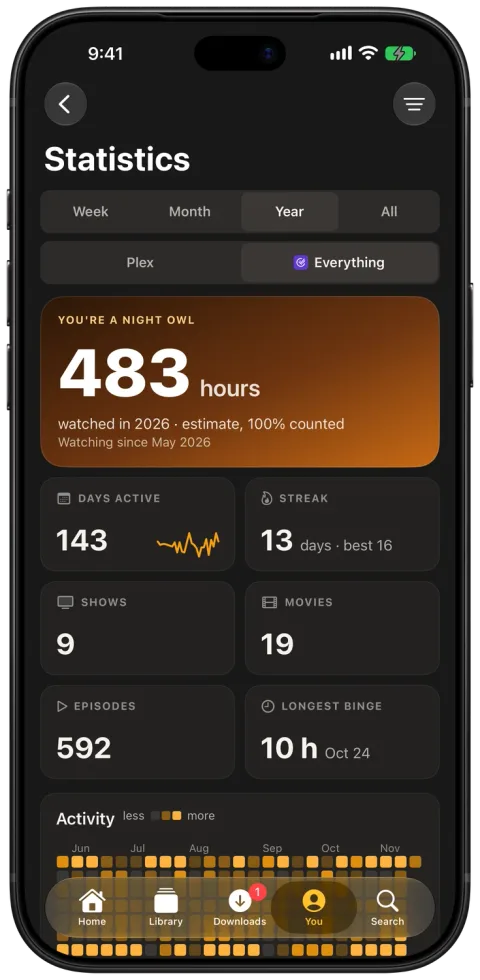 9:41
Statistics
Week Month Year All
Plex Everything
YOU'RE A NIGHT OWL
483 hours
watched in 2026 · estimate, 100% counted
Watching since May 2026
DAYS ACTIVE
143
STREAK
13 days · best 16
SHOWS
9
MOVIES
19
EPISODES
592
LONGEST BINGE
10 h Oct 24
Activity less more
Jun Jul Aug Sep Oct Nov
1
Home Library Downloads You Search